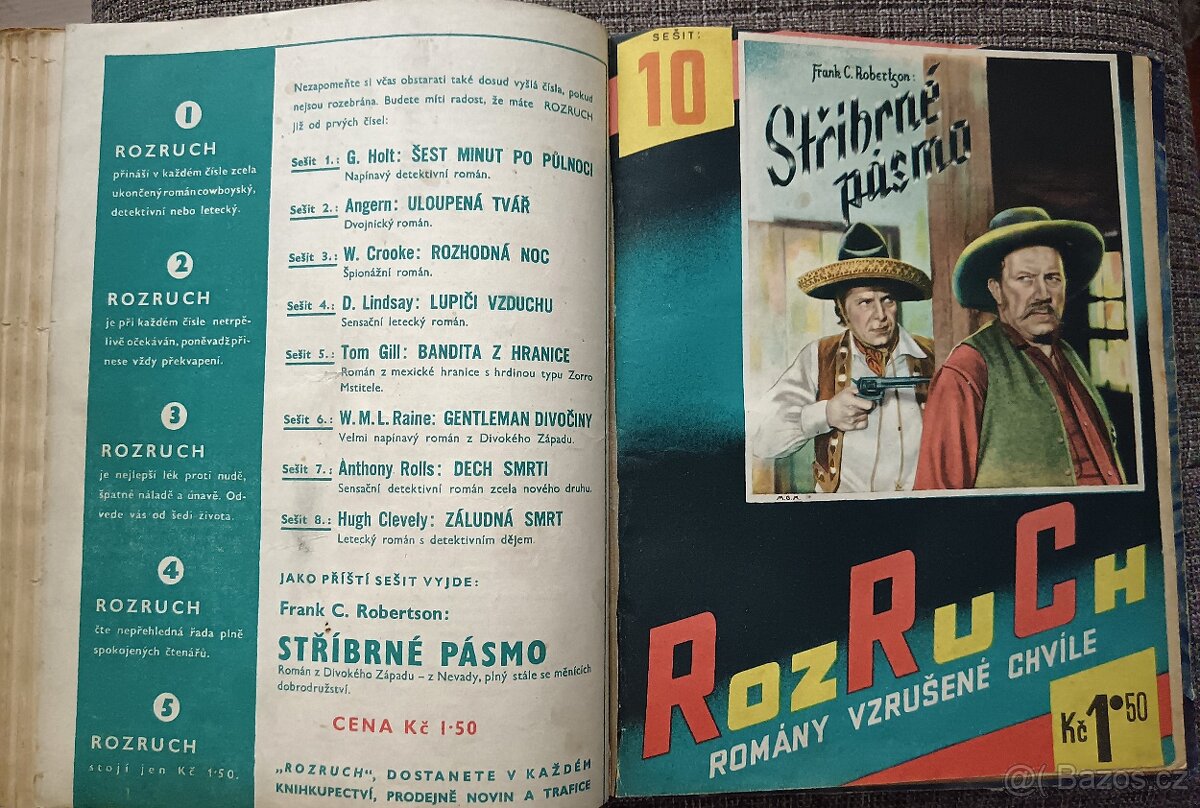 1
ROZRUCH
přináší v každém čísle zcela
ukončený román cowboyský,
detektivní nebo letecký.
2
ROZRUCH
je při každém čísle netrpě-
livě očekáván, poněvadž při-
nese vždy překvapení.
3
ROZRUCH
je nejlepší lék proti nudě,
špatné náladě a únavě. Od-
vede vás od šedi života.
4
ROZRUCH
čte nepřehledná řada plně
spokojených čtenářů.
5
ROZRUCH
stojí jen Kč 1·50.
Nezapomeňte si včas obstarati také dosud vyšlá čísla, pokud
nejsou rozebrána. Budete míti radost, že máte ROZRUCH
již od prvých čísel:
Sešit 1.: G. Holt: ŠEST MINUT PO PŮLNOCI
Napínavý detektivní román.
Sešit 2.: Angern: ULOUPENÁ TVÁŘ
Dvojnický román.
Sešit 3.: W. Crooke: ROZHODNÁ NOC
Špionážní román.
Sešit 4.: D. Lindsay: LUPIČI VZDUCHU
Sensační letecký román.
Sešit 5.: Tom Gill: BANDITA Z HRANICE
Román z mexické hranice s hrdinou typu Zorro
Mstitele.
Sešit 6.: W. M. L. Raine: GENTLEMAN DIVOČINY
Velmi napínavý román z Divokého Západu.
Sešit 7.: Anthony Rolls: DECH SMRTI
Sensační detektivní román zcela nového druhu.
Sešit 8.: Hugh Clevely: ZÁLUDNÁ SMRT
Letecký román s detektivním dějem.
JAKO PŘÍŠTÍ SEŠIT VYJDE:
Frank C. Robertson:
STŘÍBRNÉ PÁSMO
Román z Divokého Západu – z Nevady, plný stále se měnících
dobrodružství.
CENA Kč 1·50
„ROZRUCH“, DOSTANETE V KAŽDÉM
KNIHKUPECTVÍ, PRODEJNĚ NOVIN A TRAFICE
SEŠIT:
10
Frank C. Robertson:
Stříbrné
pásmo
M.O.M.
RozRuCh
ROMÁNY VZRUŠENÉ CHVÍLE
Kč 1·50
@( Bazos.cz